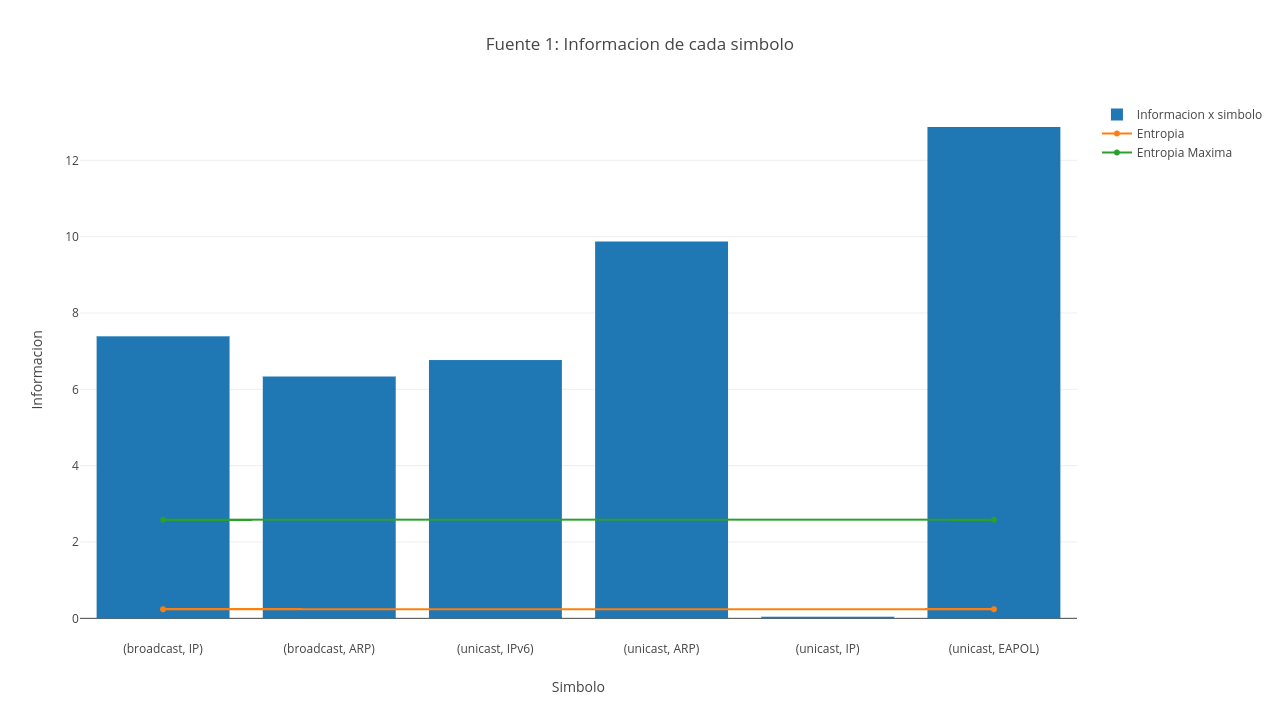 Fuente 1: Informacion de cada simbolo
Informacion x simbolo
Entropia
Entropia Maxima
12
10
8
6
4
2
0
Informacion
(broadcast, IP)
(broadcast, ARP)
(unicast, IPv6)
(unicast, ARP)
(unicast, IP)
(unicast, EAPOL)
Simbolo